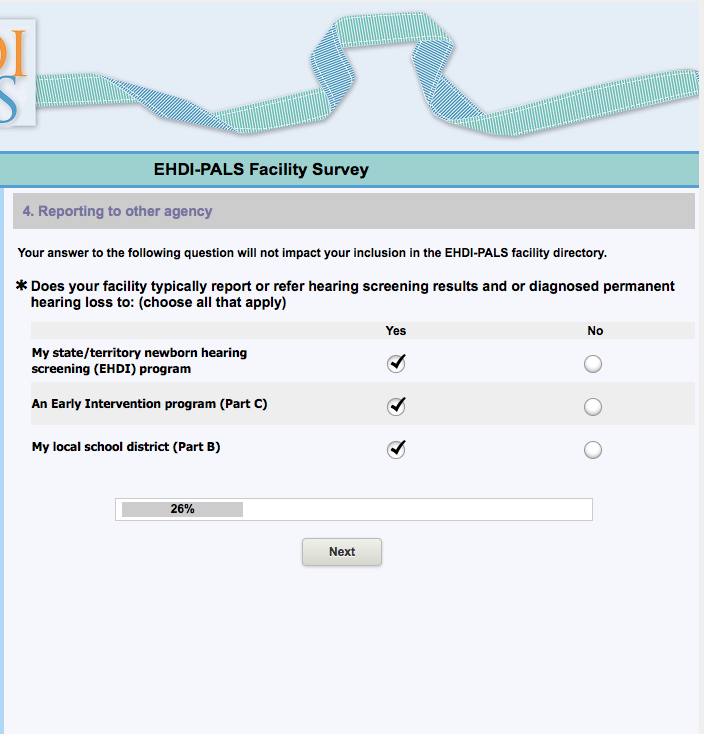 DI
S
EHDI-PALS Facility Survey
4. Reporting to other agency
Your answer to the following question will not impact your inclusion in the EHDI-PALS facility directory.
* Does your facility typically report or refer hearing screening results and or diagnosed permanent
hearing loss to: (choose all that apply)
Yes No
My state/territory newborn hearing
screening (EHDI) program
An Early Intervention program (Part C)
My local school district (Part B)
26%
Next